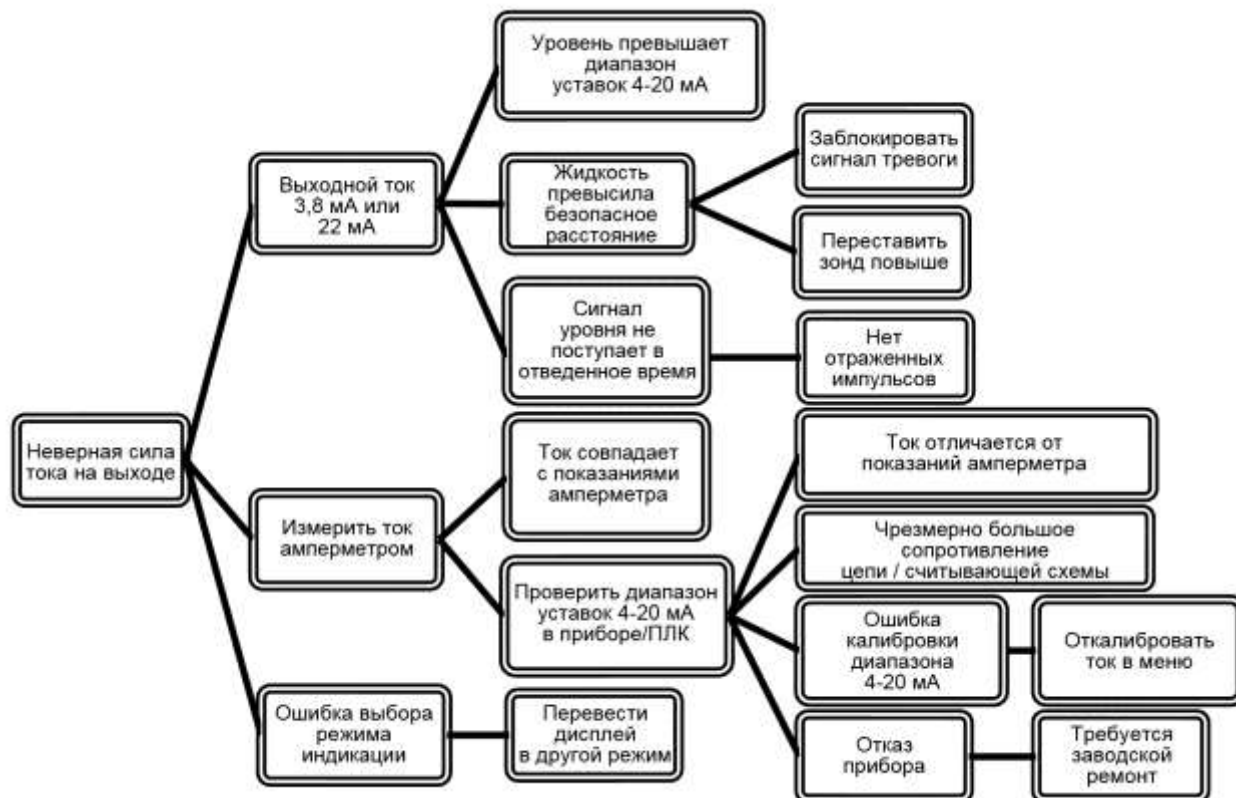 Уровень превышает
диапазон
уставок 4-20 мА
Заблокировать
сигнал тревоги
Выходной ток
3,8 мА или
22 мА
Жидкость
превысила
безопасное
расстояние
Переставить
зонд повыше
Сигнал
уровня не
поступает в
отведенное время
Нет
отраженных
импульсов
Неверная сила
тока на выходе
Ток совпадает
с показаниями
амперметра
Ток отличается от
показаний амперметра
Измерить ток
амперметром
Чрезмерно большое
сопротивление
цепи / считывающей схемы
Проверить диапазон
уставок 4-20 мА
в приборе/ПЛК
Ошибка
калибровки
диапазона
4-20 мА
Откалибровать
ток в меню
Ошибка выбора
режима
индикации
Перевести
дисплей
в другой режим
Отказ
прибора
Требуется
заводской
ремонт